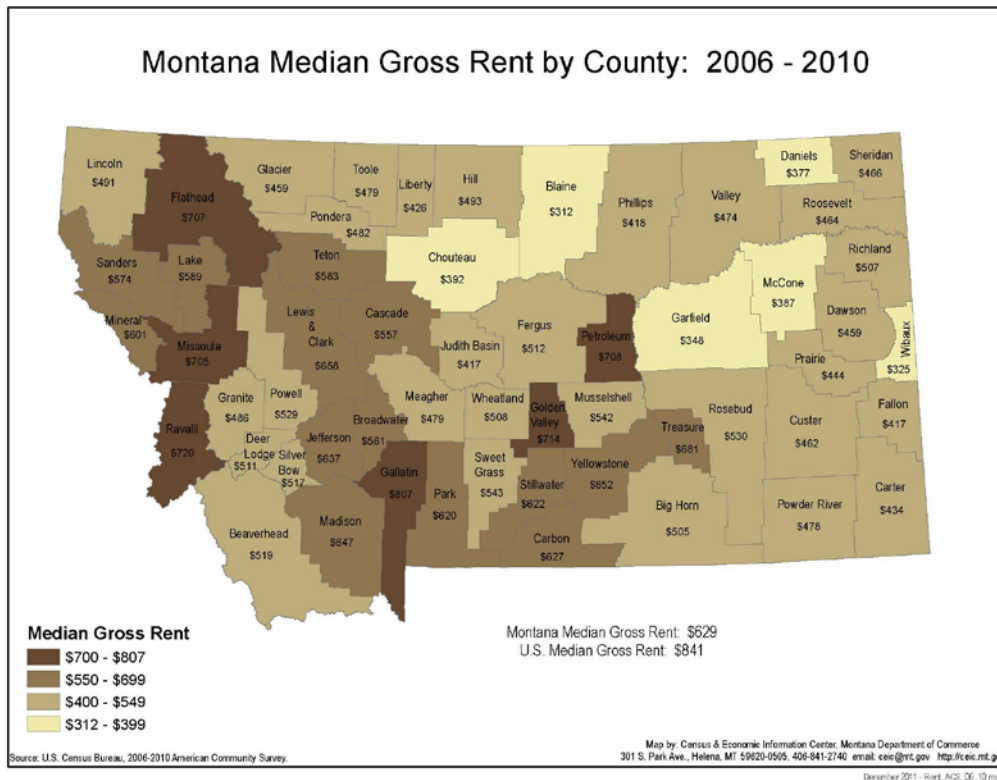 Montana Median Gross Rent by County: 2006 - 2010
Lincoln
$491
Flathead
$707
Glacier
$459
Toole
$479
Liberty
$426
Hill
$493
Blaine
$312
Phillips
$418
Valley
$474
Daniels
$377
Sheridan
$466
Roosevelt
$464
Pondera
$482
Chouteau
$392
Richland
$507
Sanders
$574
Lake
$589
Teton
$583
McCone
$387
Garfield
$348
Dawson
$459
Wibaux
$325
Mineral
$601
Missoula
$705
Lewis
&
Clark
$658
Cascade
$557
Judith Basin
$417
Fergus
$512
Petroleum
$708
Prairie
$444
Granite
$486
Powell
$529
Meagher
$479
Wheatland
$508
Golden
Valley
$714
Musselshell
$542
Rosebud
$530
Custer
$462
Fallon
$417
Ravalli
$720
Deer
Lodge
$511
Silver
Bow
$517
Jefferson
$637
Broadwater
$561
Treasure
$681
Gallatin
$807
Park
$620
Sweet
Grass
$543
Stillwater
$622
Yellowstone
$652
Big Horn
$505
Powder River
$478
Carter
$434
Beaverhead
$519
Madison
$647
Carbon
$627
Median Gross Rent
$700 - $807
$550 - $699
$400 - $549
$312 - $399
Montana Median Gross Rent: $629
U.S. Median Gross Rent: $841
Source: U.S. Census Bureau, 2006-2010 American Community Survey.
Map by: Census & Economic Information Center, Montana Department of Commerce
301 S. Park Ave., Helena, MT 59620-0505, 406-841-2740 email: ceic@mt.gov http://ceic.mt.g
December 2011 - Rent_ACS_06_10.m